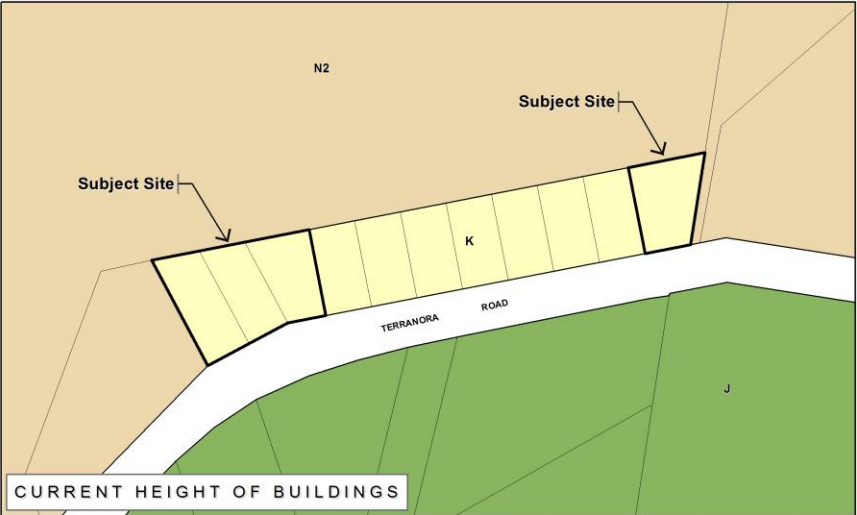 N2
Subject Site
Subject Site
K
TERRANORA ROAD
J
CURRENT HEIGHT OF BUILDINGS